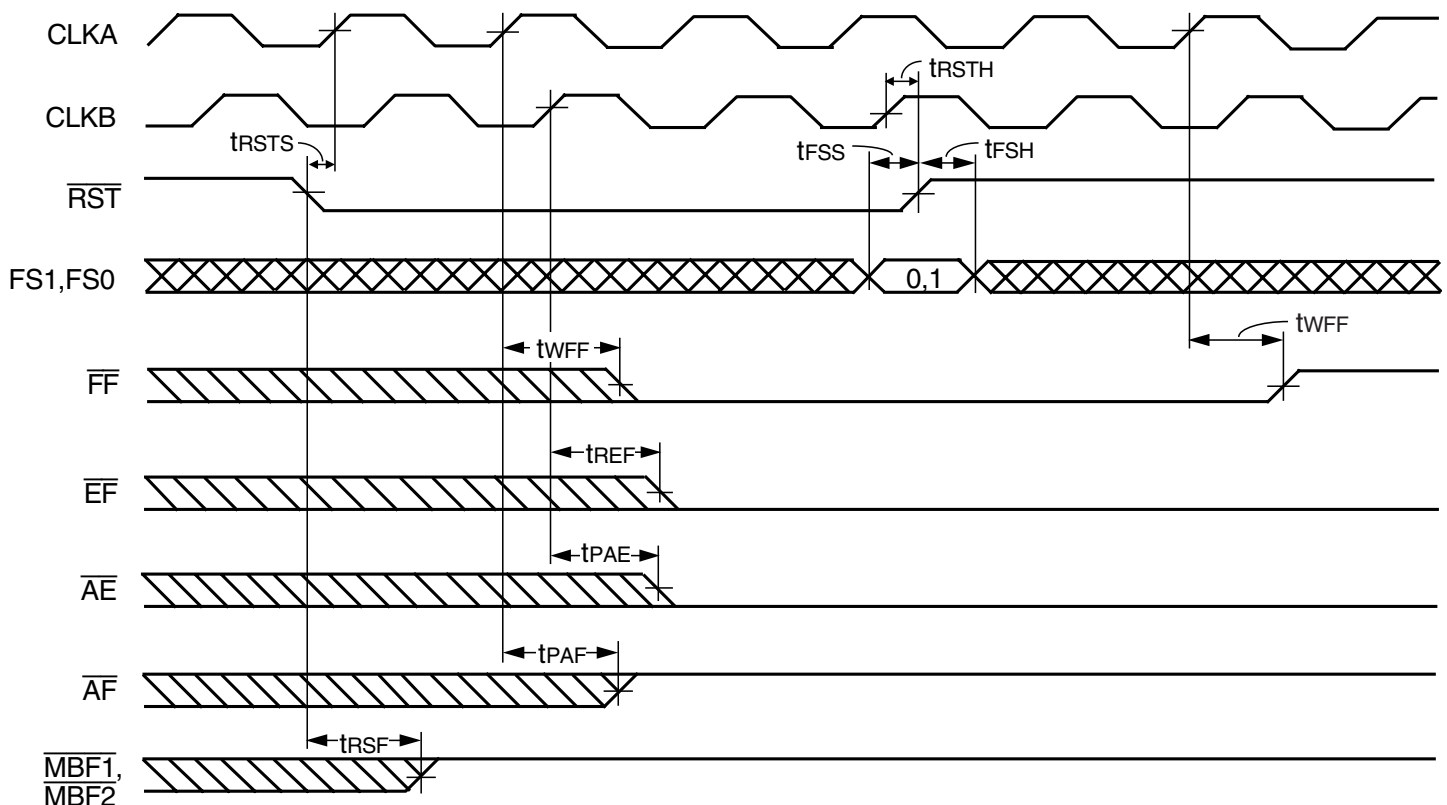 CLKA
tRSTH
CLKB
tRSTS
tFSS
tFSH
RST
FS1,FS0
0,1
tWFF
tWFF
FF
tREF
EF
tPAE
AE
tPAF
AF
tRSF
MBF1,
MBF2